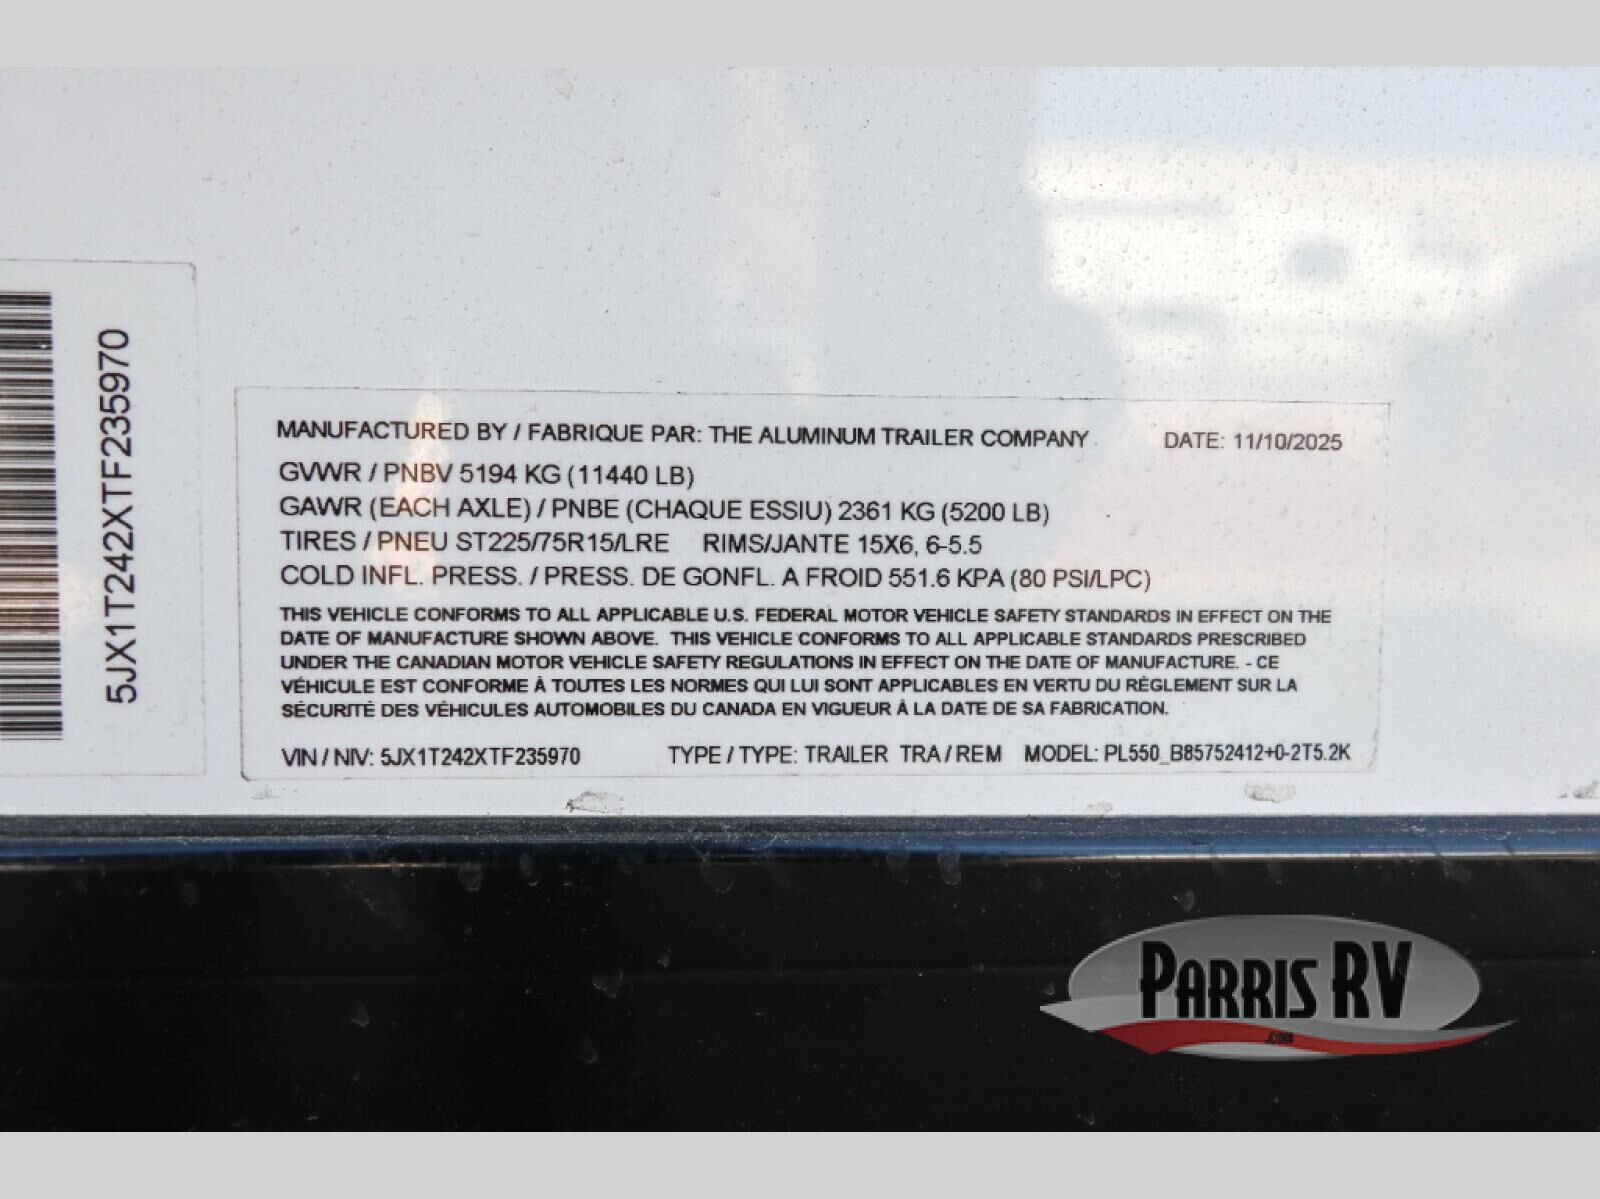 5JX1T242XTF235970
MANUFACTURED BY / FABRIQUE PAR: THE ALUMINUM TRAILER COMPANY DATE: 11/10/2025
GVWR / PNBV 5194 KG (11440 LB)
GAWR (EACH AXLE) / PNBE (CHAQUE ESSIU) 2361 KG (5200 LB)
TIRES / PNEU ST225/75R15/LRE RIMS/JANTE 15X6, 6-5.5
COLD INFL. PRESS. / PRESS. DE GONFL. A FROID 551.6 KPA (80 PSI/LPC)
THIS VEHICLE CONFORMS TO ALL APPLICABLE U.S. FEDERAL MOTOR VEHICLE SAFETY STANDARDS IN EFFECT ON THE
DATE OF MANUFACTURE SHOWN ABOVE. THIS VEHICLE CONFORMS TO ALL APPLICABLE STANDARDS PRESCRIBED
UNDER THE CANADIAN MOTOR VEHICLE SAFETY REGULATIONS IN EFFECT ON THE DATE OF MANUFACTURE. - CE
VÉHICULE EST CONFORME À TOUTES LES NORMES QUI LUI SONT APPLICABLES EN VERTU DU RÈGLEMENT SUR LA
SÉCURITÉ DES VÉHICULES AUTOMOBILES DU CANADA EN VIGUEUR À LA DATE DE SA FABRICATION.
VIN / NIV: 5JX1T242XTF235970 TYPE / TYPE: TRAILER TRA / REM MODEL: PL550_B85752412+0-2T5.2K
PARRIS RV
.COM